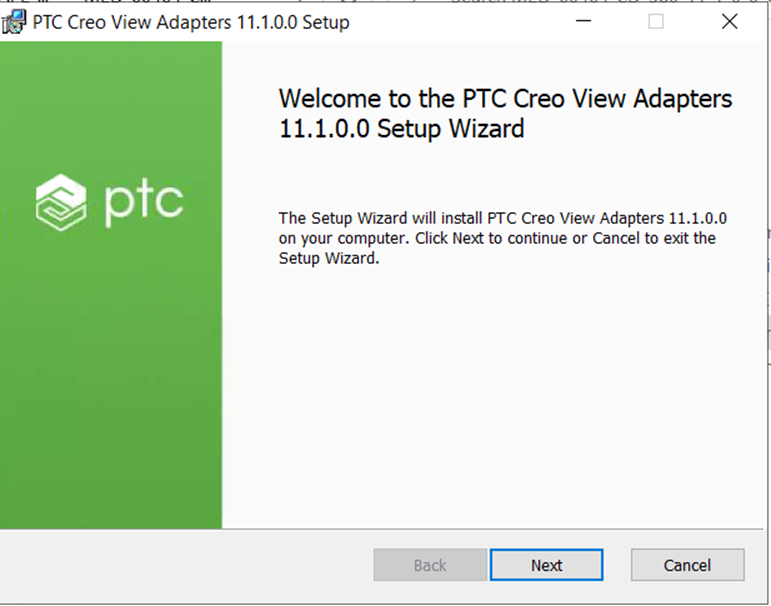 PTC Creo View Adapters 11.1.0.0 Setup
Welcome to the PTC Creo View Adapters
11.1.0.0 Setup Wizard
ptc
The Setup Wizard will install PTC Creo View Adapters 11.1.0.0
on your computer. Click Next to continue or Cancel to exit the
Setup Wizard.
Back
Next
Cancel